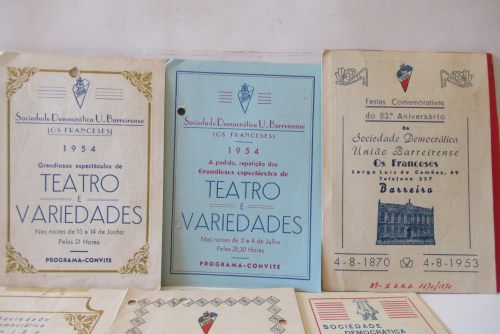 Sociedade Democrática U. Barreirense
(OS FRANCESES)
1954
Grandiosos espectáculos de
TEATRO
E
VARIEDADES
Nas noites de 13 e 14 de Junho
Pelas 21 Horas
PROGRAMA-CONVITE
Sociedade Democrática U. Barreirense
(OS FRANCESES)
1954
A pedido, repetição dos
Grandiosos espectáculos de
TEATRO
E
VARIEDADES
Nas noites de 3 e 4 de Julho
Pelas 21,30 Horas
PROGRAMA-CONVITE
Festas Comemorativas
do 83.º Aniversário
da
Sociedade Democrática
União Barreirense
Os Franceses
Largo Luís de Camões, 49
Telefone 227
Barreiro
4-8-1870
4-8-1953
SOCIEDADE
DEMOCRÁTICA